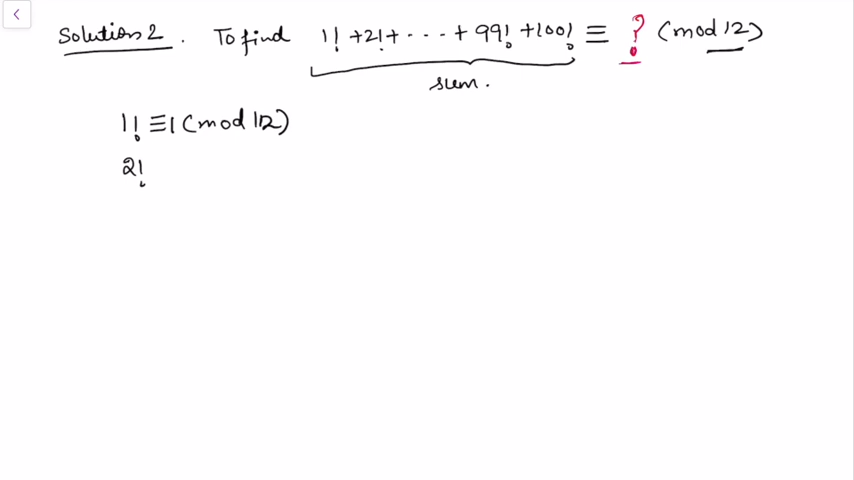 Solution 2 . To find 1! + 2! + ... + 99! + 100! ≡ ? (mod 12)
sum.
1! ≡ 1 (mod 12)
2!